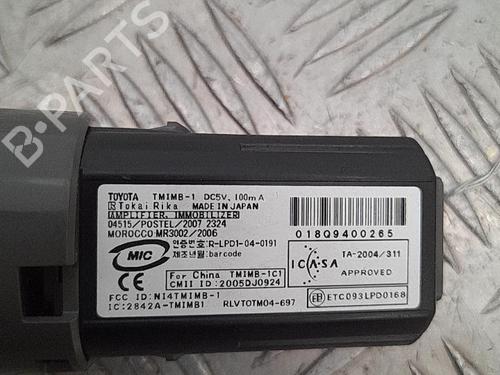 B-PARTS
TOYOTA TMIMB-1 DC5V, 100mA
Tokai Rika MADE IN JAPAN
AMPLIFIER, IMMOBILIZER
04515/POSTEL/2007 2324
MOROCCO:MR3002/2006
MIC
인증번호:R-LPD1-04-0191
제조년월:barcode
For China TMIMB-1C1
CMII ID:2005DJ0924
FCC ID:NI4TMIMB-1
IC:2842A-TMIMB1
RLVTOTM04-697
018Q9400265
ICASA
TA-2004/311
APPROVED
ETC093LPD0168